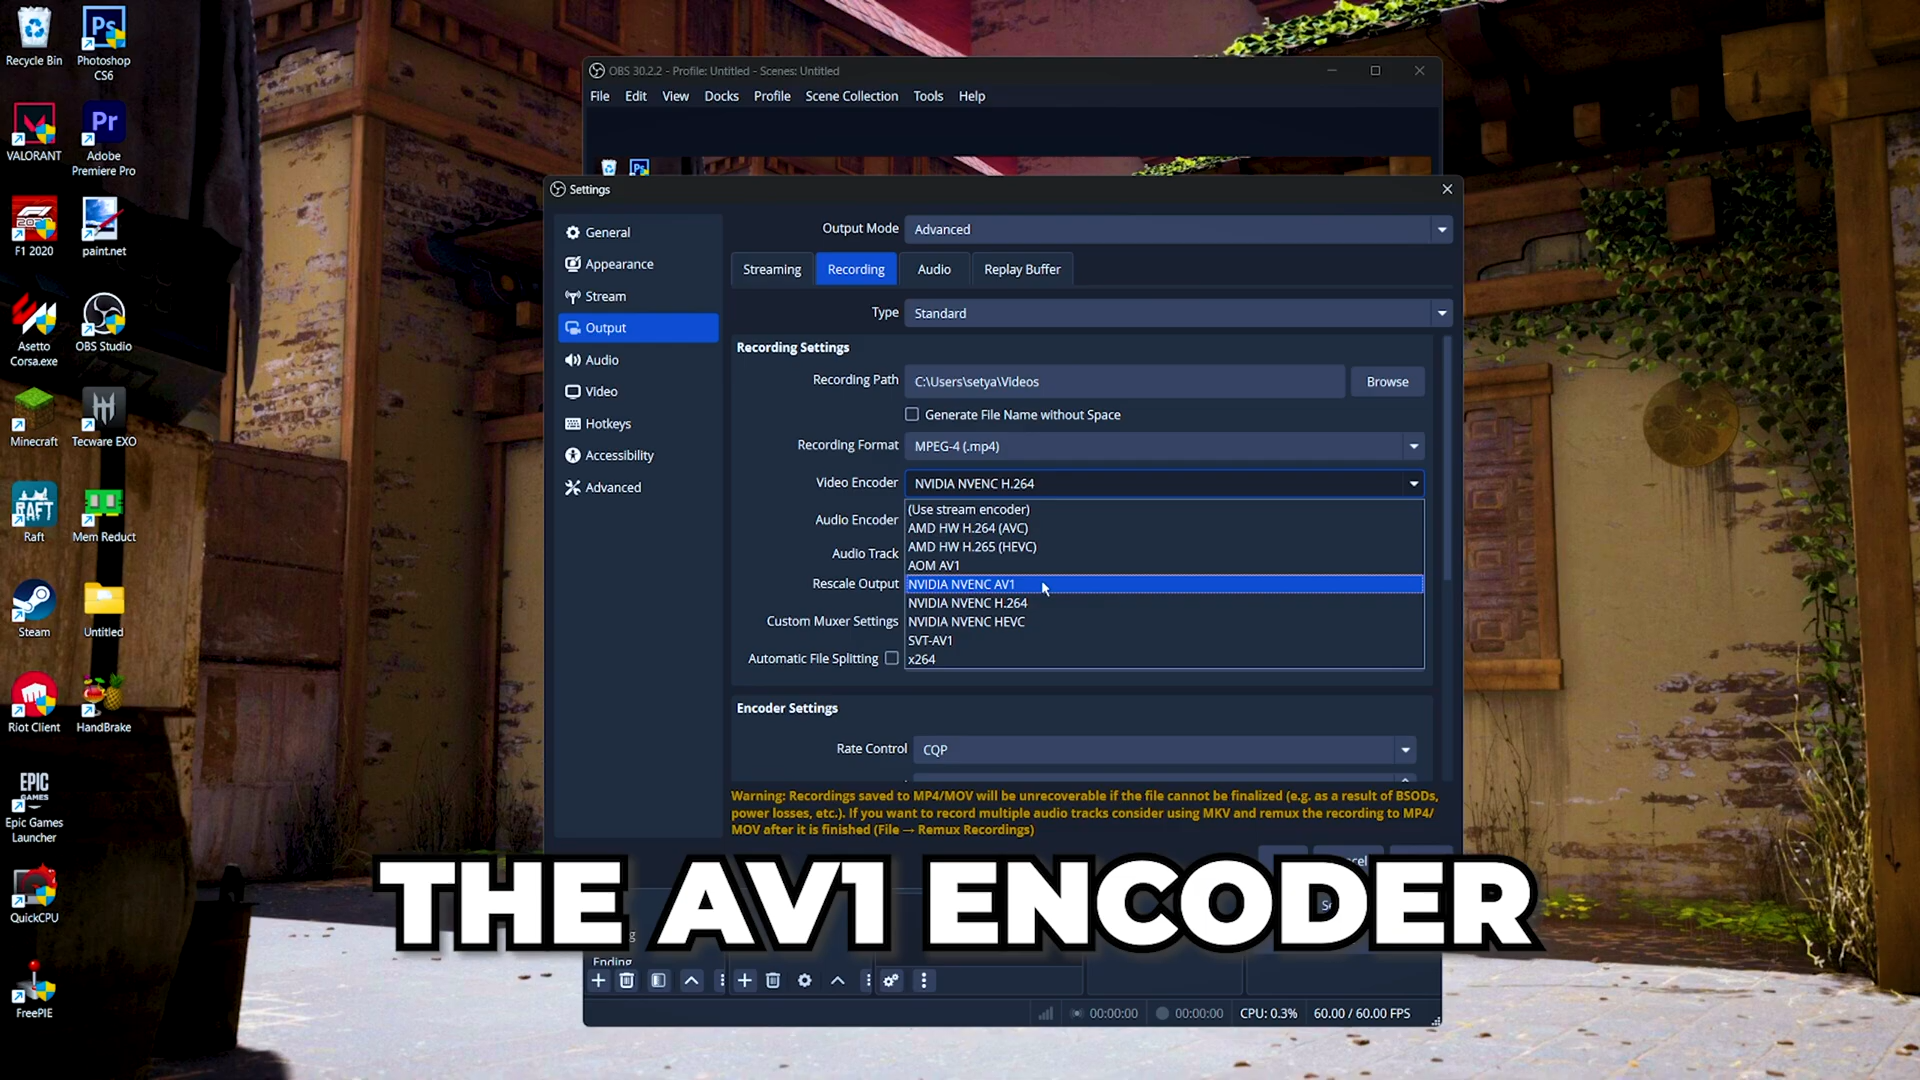 Recycle Bin
Photoshop CS6
VALORANT
Adobe Premiere Pro
F1 2020
paint.net
Asetto Corsa.exe
OBS Studio
Minecraft
Tecware EXO
Raft
Mem Reduct
Steam
Untitled
Riot Client
HandBrake
EPIC GAMES
Epic Games Launcher
QuickCPU
FreePIE
OBS 30.2.2 - Profile: Untitled - Scenes: Untitled
File Edit View Docks Profile Scene Collection Tools Help
Settings
General
Appearance
Stream
Output
Audio
Video
Hotkeys
Accessibility
Advanced
Output Mode Advanced
Streaming Recording Audio Replay Buffer
Type Standard
Recording Settings
Recording Path C:\Users\setya\Videos Browse
Generate File Name without Space
Recording Format MPEG-4 (.mp4)
Video Encoder NVIDIA NVENC H.264
(Use stream encoder)
Audio Encoder
AMD HW H.264 (AVC)
AMD HW H.265 (HEVC)
Audio Track
AOM AV1
Rescale Output NVIDIA NVENC AV1
NVIDIA NVENC H.264
Custom Muxer Settings NVIDIA NVENC HEVC
SVT-AV1
Automatic File Splitting x264
Encoder Settings
Rate Control CQP
Warning: Recordings saved to MP4/MOV will be unrecoverable if the file cannot be finalized (e.g. as a result of BSODs,
power losses, etc.). If you want to record multiple audio tracks consider using MKV and remux the recording to MP4/
MOV after it is finished (File → Remux Recordings)
THE AV1 ENCODER
Ending
00:00:00 00:00:00 CPU: 0.3% 60.00 / 60.00 FPS